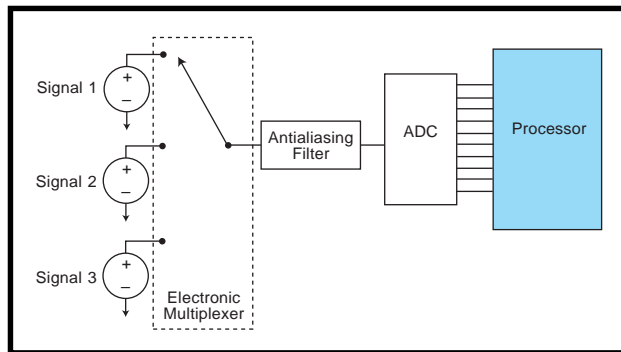 Signal 1
+
–
Signal 2
+
–
Signal 3
+
–
Electronic
Multiplexer
Antialiasing
Filter
ADC
Processor